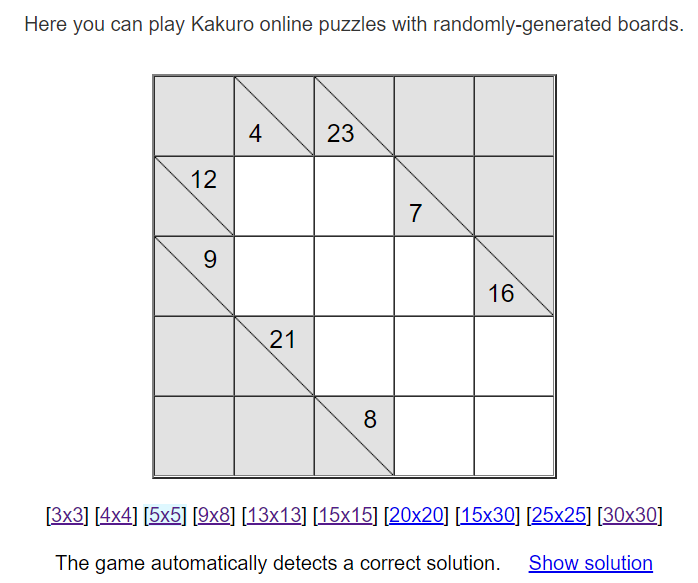 Here you can play Kakuro online puzzles with randomly-generated boards.
4 23
12
7
9
16
21
8
[3x3] [4x4] [5x5] [9x8] [13x13] [15x15] [20x20] [15x30] [25x25] [30x30]
The game automatically detects a correct solution. Show solution